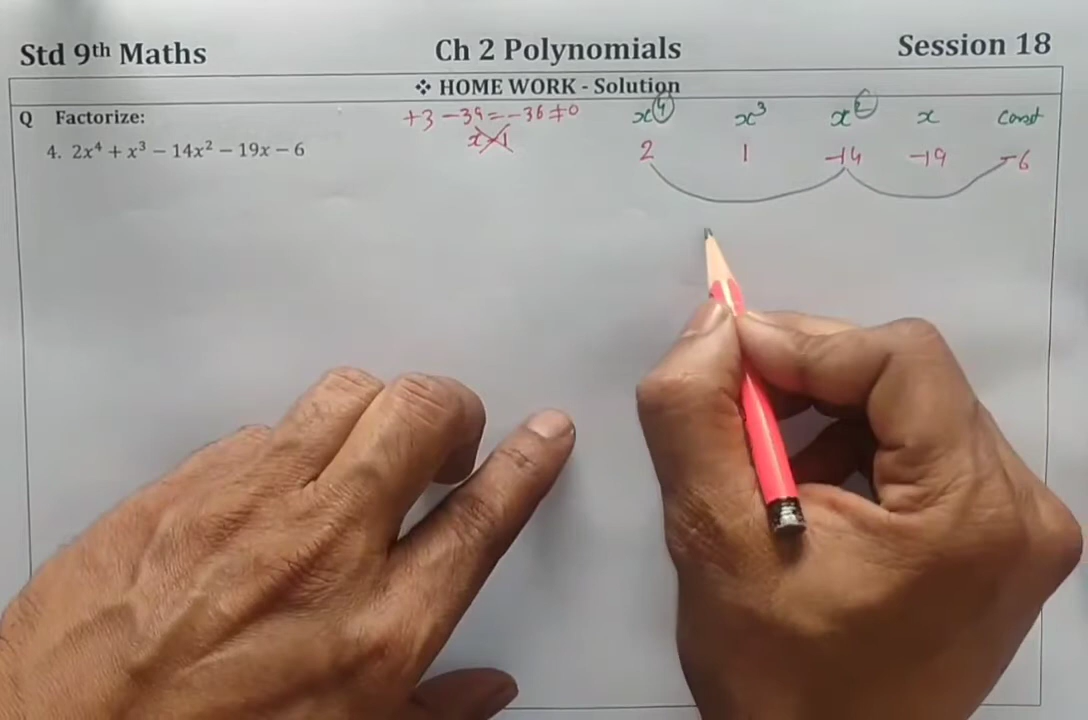 Std 9th Maths Ch 2 Polynomials Session 18
❖ HOME WORK - Solution
Q Factorize:
+3 -39 = -36 ≠ 0 x⁴ x³ x² x const
x-1
4. 2x⁴ + x³ − 14x² − 19x − 6
2 1 -14 -19 -6